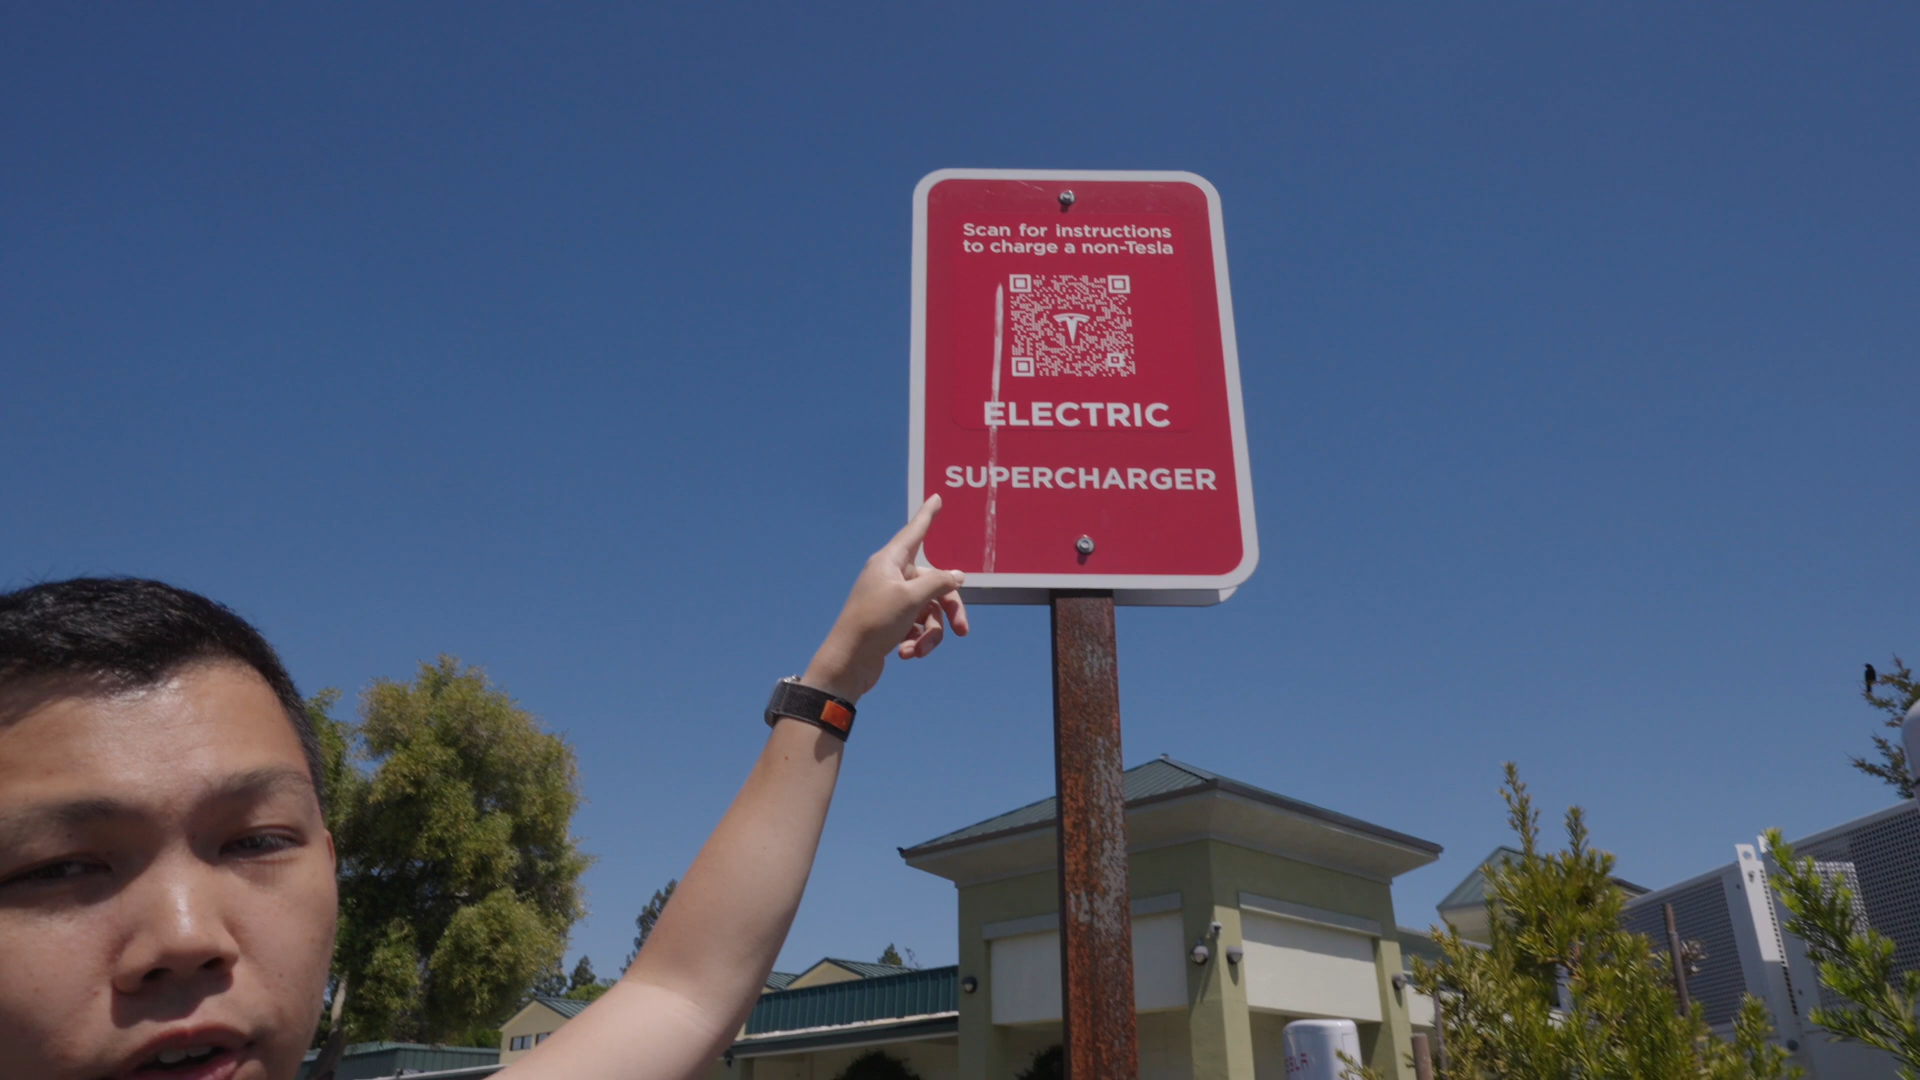 Scan for instructions
to charge a non-Tesla
ELECTRIC
SUPERCHARGER